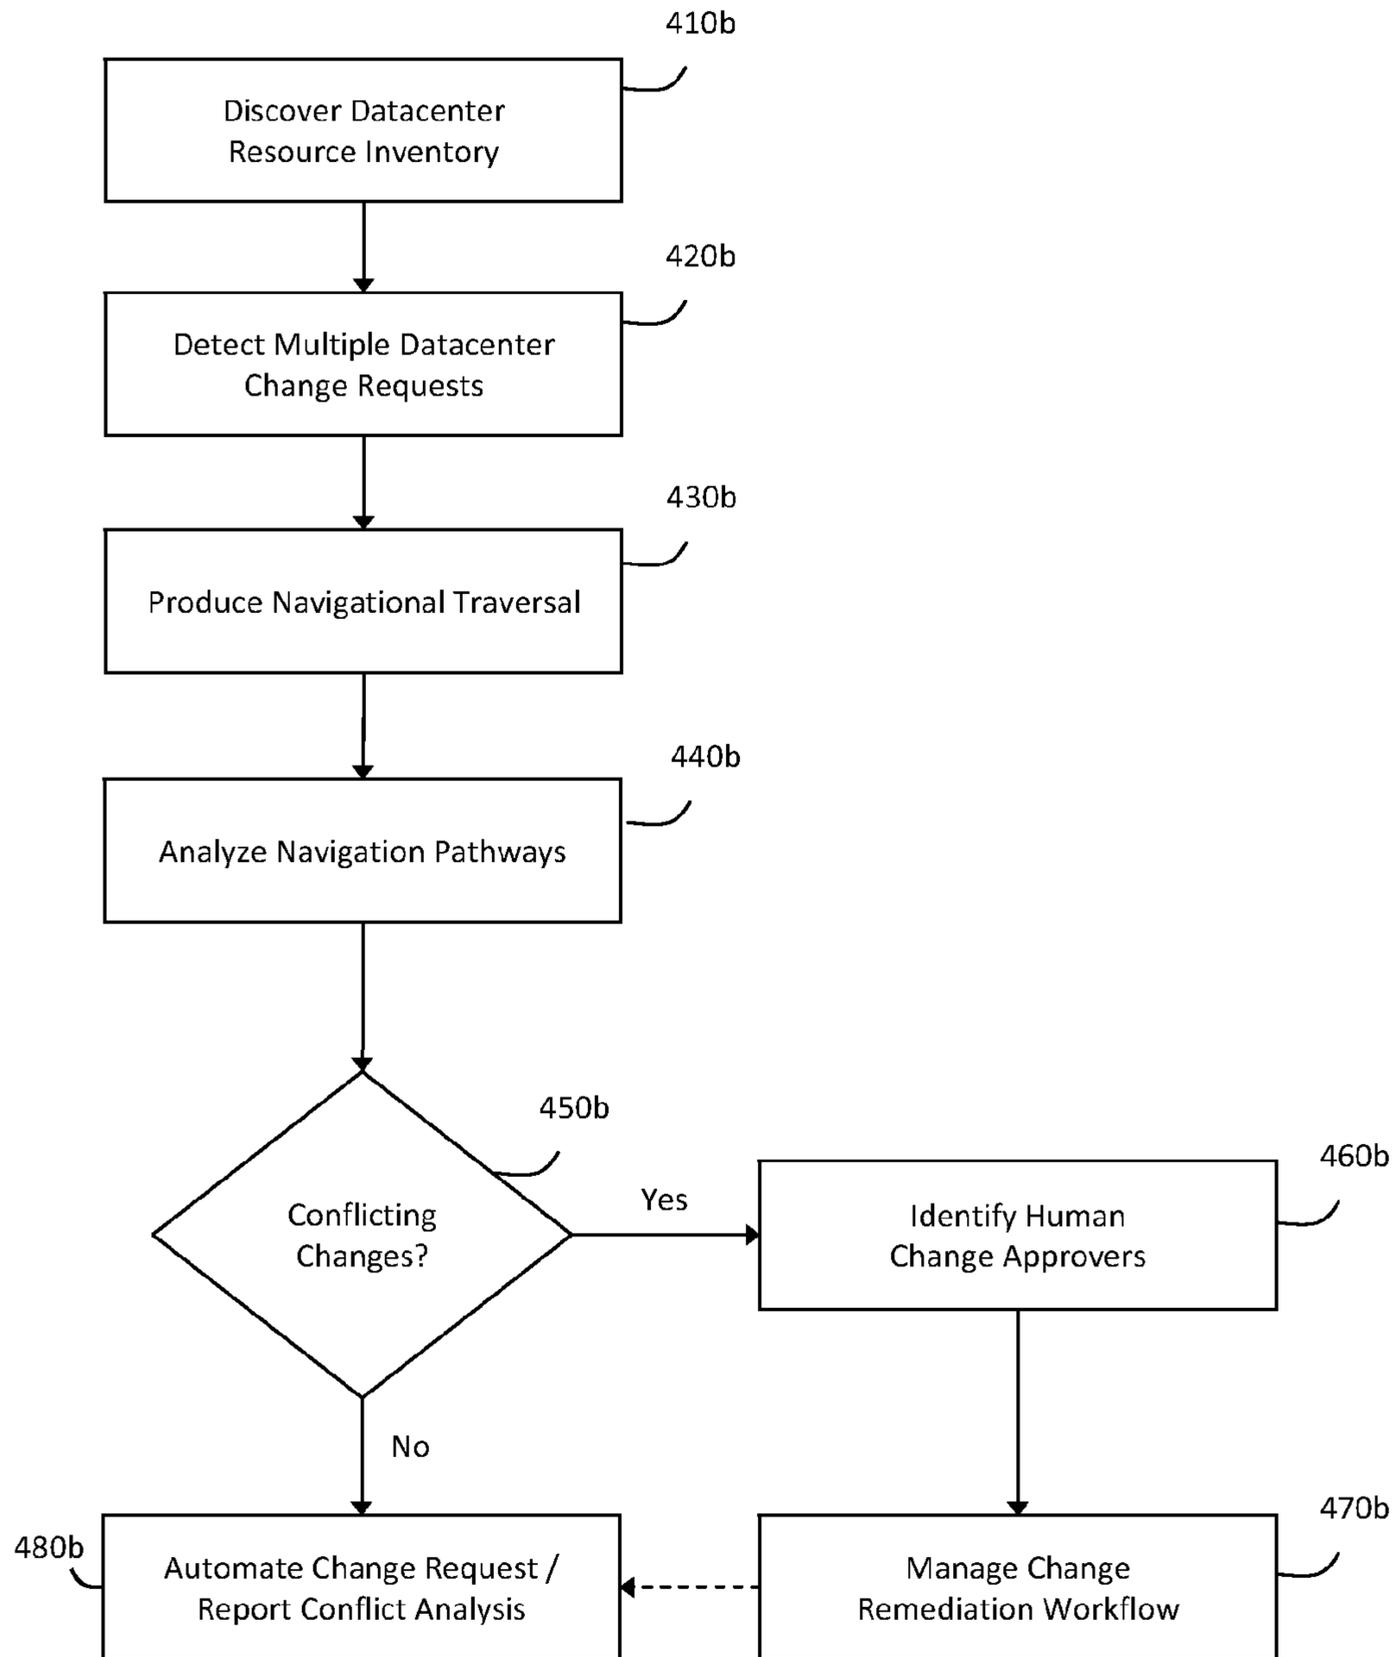 410b
Discover Datacenter
Resource Inventory
420b
Detect Multiple Datacenter
Change Requests
430b
Produce Navigational Traversal
440b
Analyze Navigation Pathways
450b
Conflicting
Changes?
Yes
460b
Identify Human
Change Approvers
No
470b
Manage Change
Remediation Workflow
480b
Automate Change Request /
Report Conflict Analysis